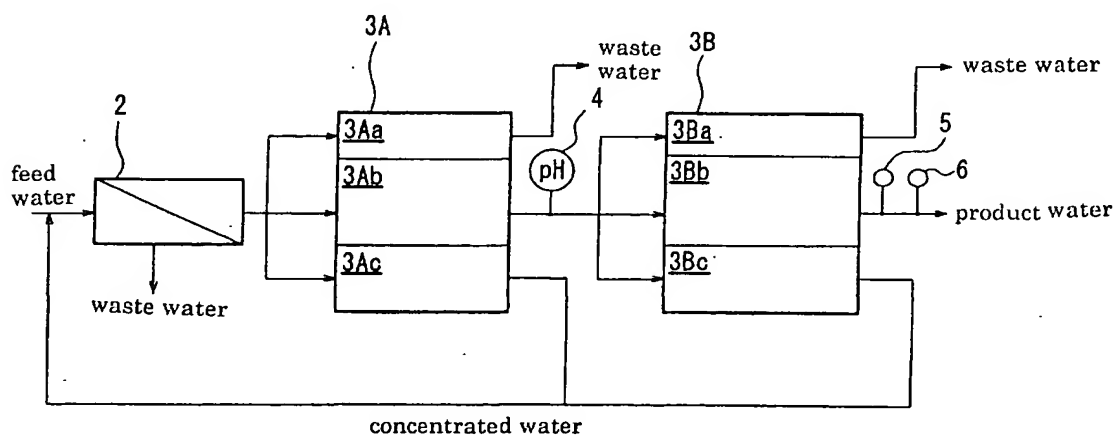 3A
waste
water
4
3B
waste water
2
3Aa
3Ba
5
feed
water
3Ab
pH
3Bb
6
product water
3Ac
3Bc
waste water
concentrated water